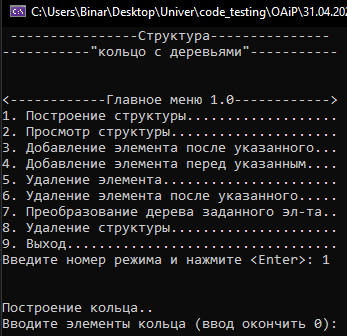 C:\Users\Binar\Desktop\Univer\code_testing\OAiP\31.04.202
-----------------Структура----------------
------------"кольцо с деревьями"------------
<------------Главное меню 1.0------------>
1. Построение структуры.....................
2. Просмотр структуры.......................
3. Добавление элемента после указанного....
4. Добавление элемента перед указанным.....
5. Удаление элемента........................
6. Удаление элемента после указанного......
7. Преобразование дерева заданного эл-та..
8. Удаление структуры.......................
9. Выход....................................
Введите номер режима и нажмите <Enter>: 1
Построение кольца..
Вводите элементы кольца (ввод окончить 0):